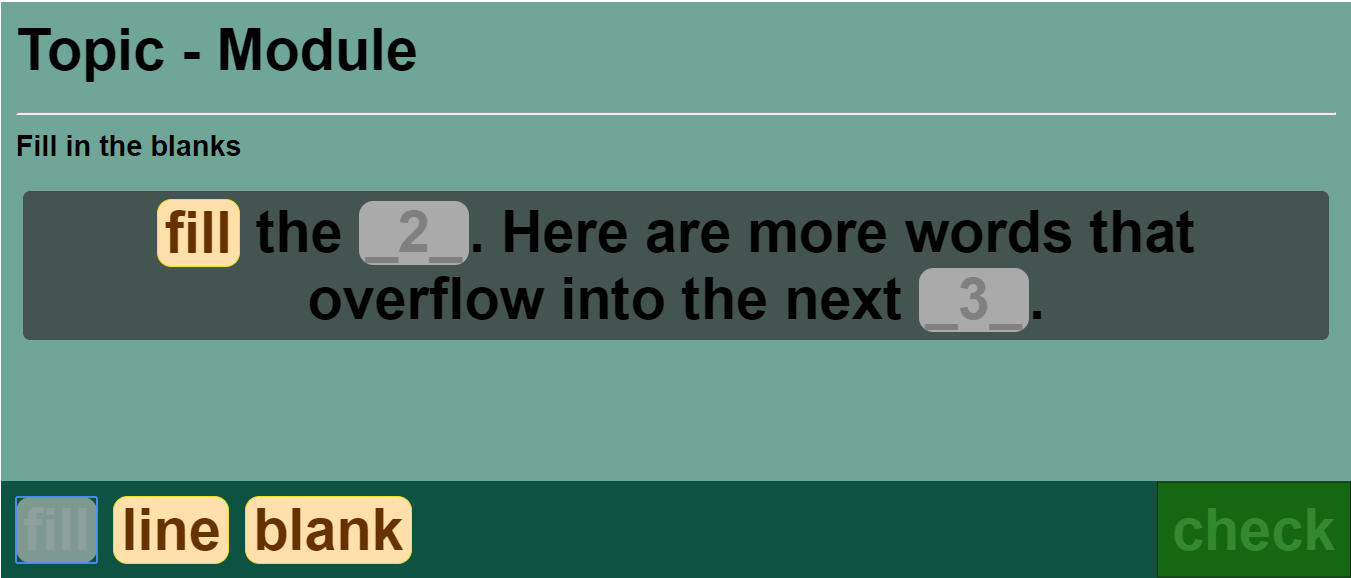 Topic - Module
Fill in the blanks
fill the _2_. Here are more words that
overflow into the next _3_.
fill line blank check